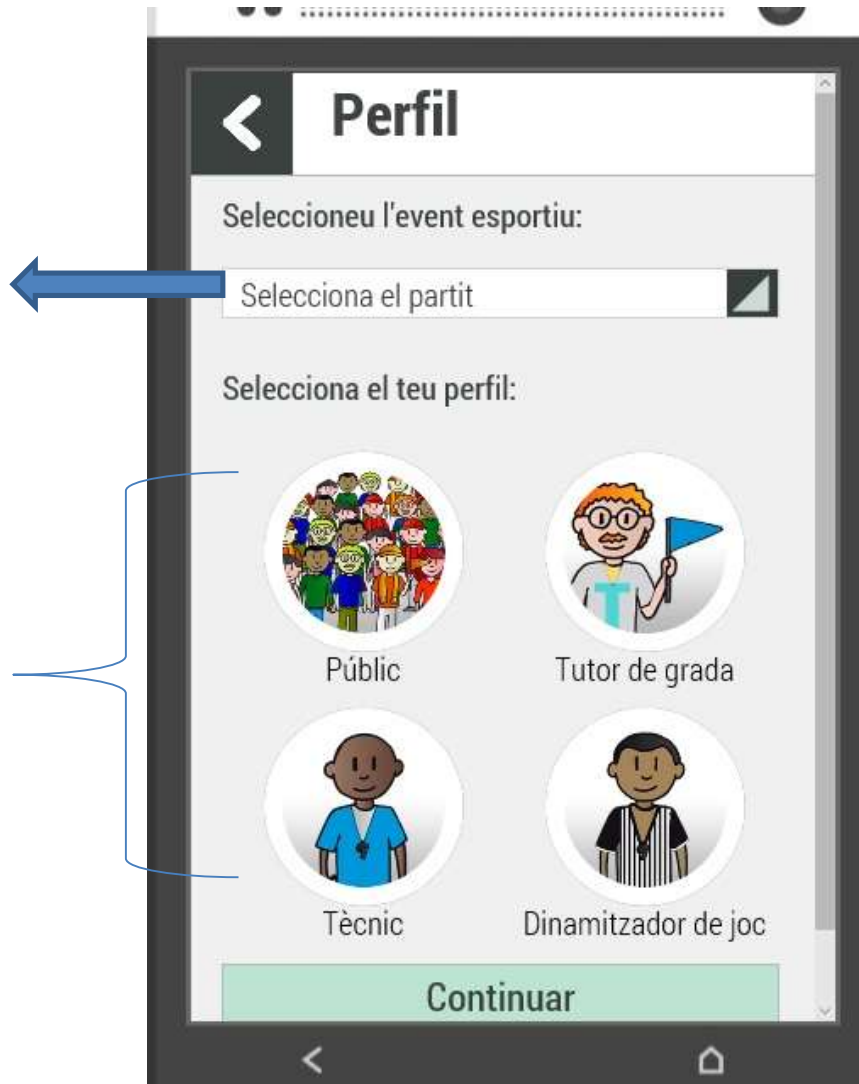 Perfil
Seleccioneu l'event esportiu:
Selecciona el partit
Selecciona el teu perfil:
Públic
Tutor de grada
T
Tècnic
Dinamitzador de joc
Continuar